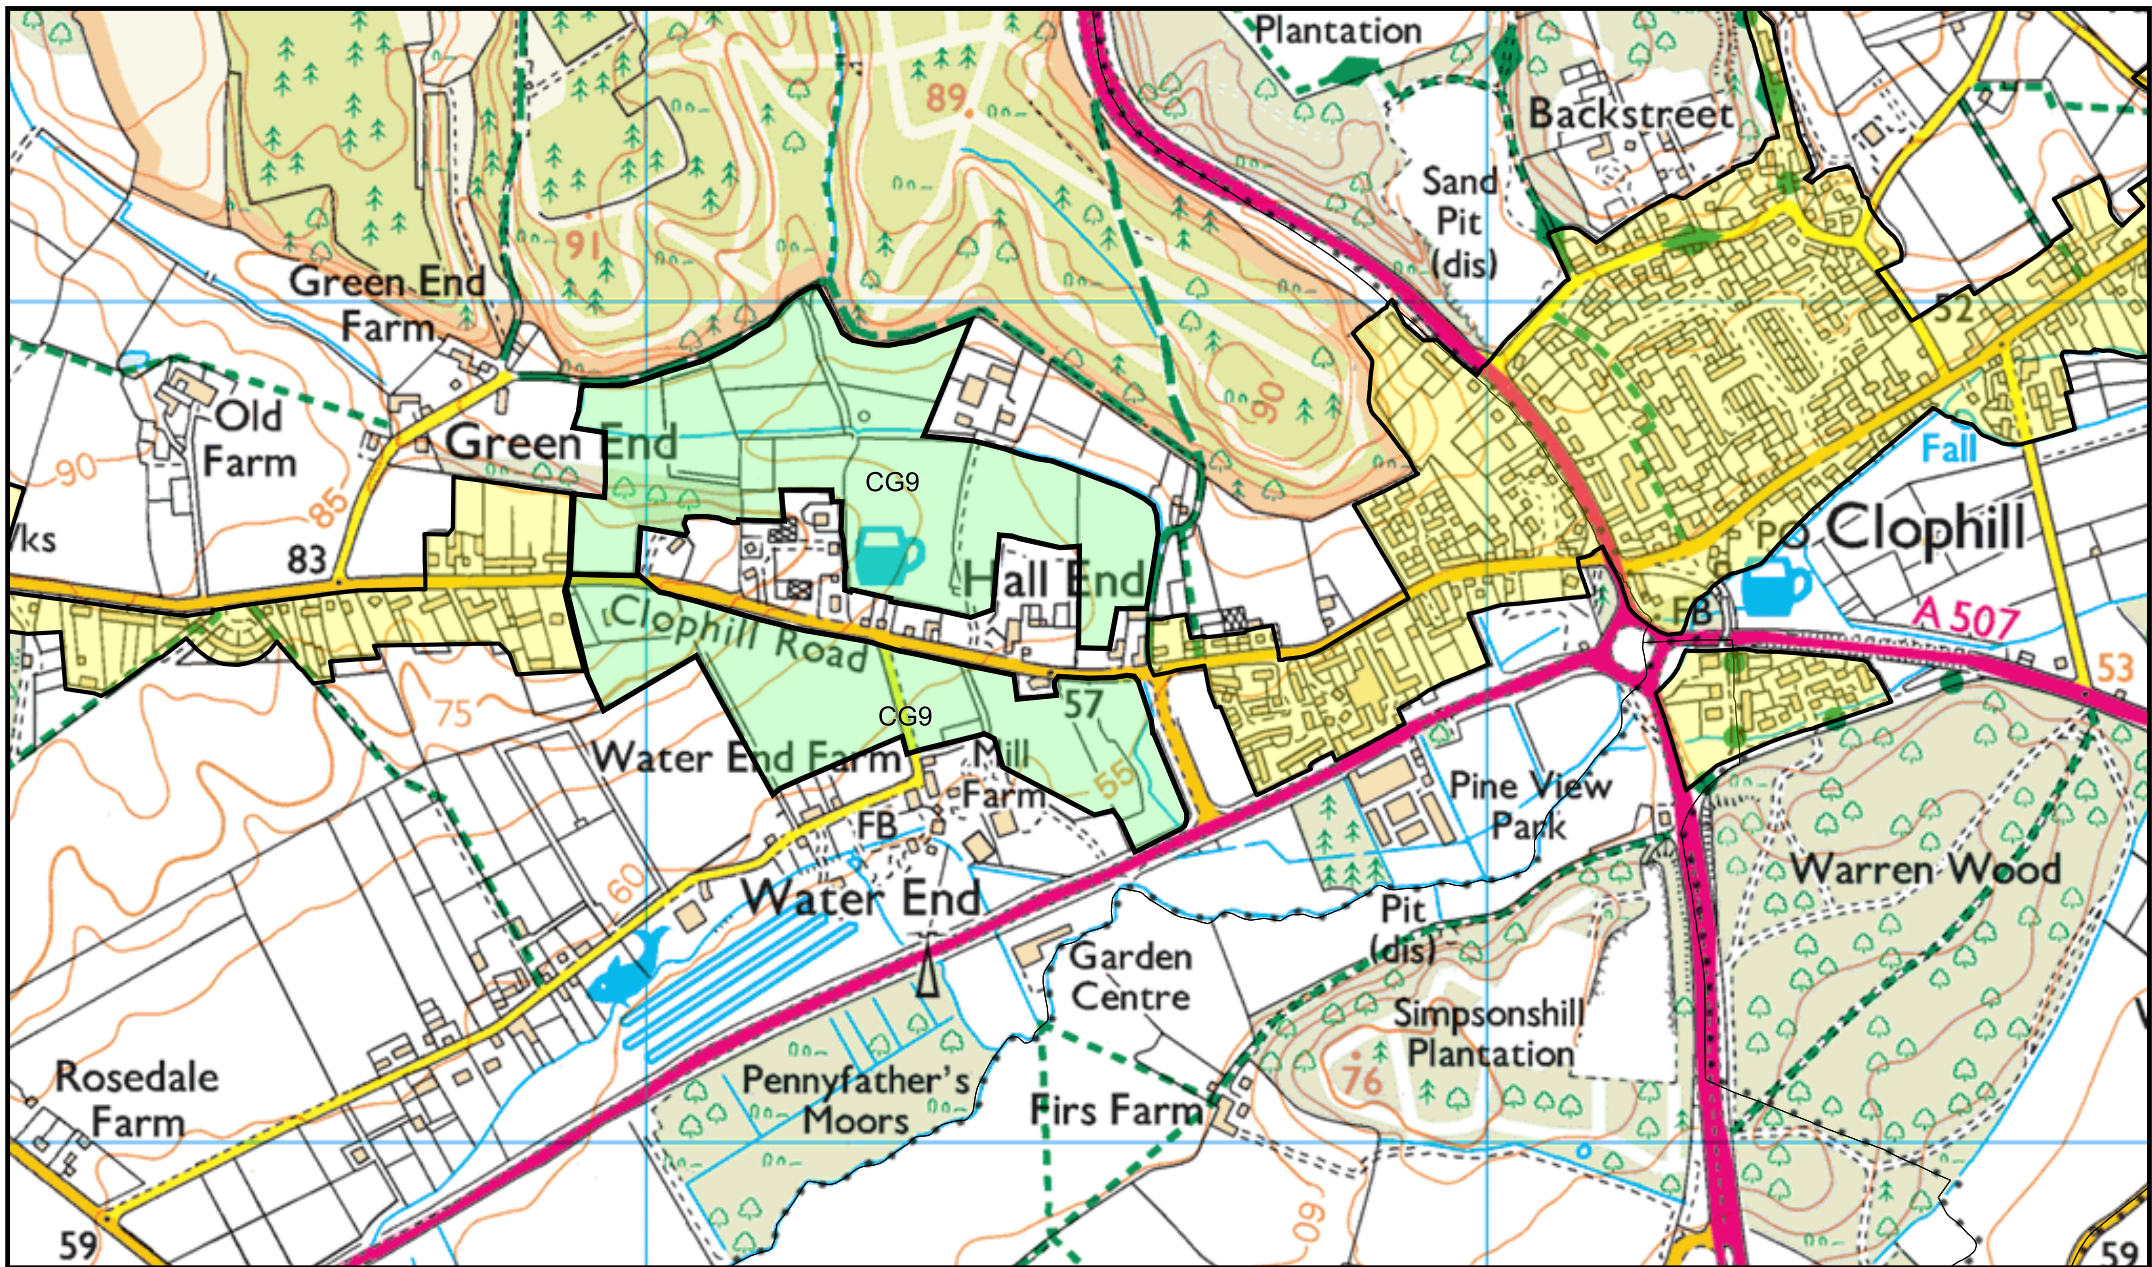 Plantation
89
Backstreet
Sand
Pit
(dis)
91
Green End
Farm
52
90
Old
Farm
Green End
90
85
CG9
Fall
/ks
83
PO
Clophill
Hall End
FB
A 507
Clophill Road
57
53
75
CG9
Water End Farm
Mill
Farm
55
Pine View
Park
FB
60
Water End
Warren Wood
Pit
(dis)
Garden
Centre
Simpsonshill
Plantation
76
Rosedale
Farm
Pennyfather's
Moors
Firs Farm
60
59
59